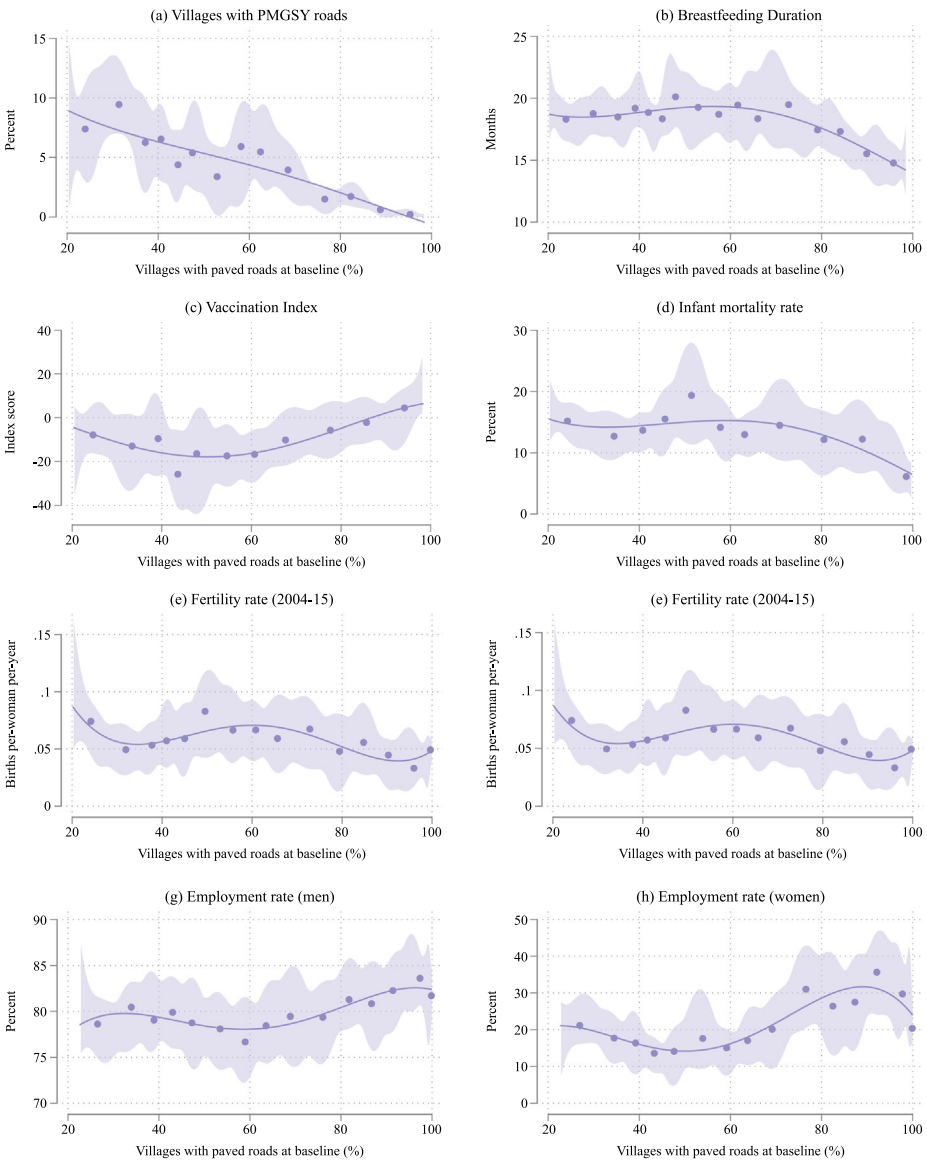 (a) Villages with PMGSY roads
15
10
5
0
Percent
20 40 60 80 100
Villages with paved roads at baseline (%)
(b) Breastfeeding Duration
25
20
15
10
Months
20 40 60 80 100
Villages with paved roads at baseline (%)
(c) Vaccination Index
40
20
0
-20
-40
Index score
20 40 60 80 100
Villages with paved roads at baseline (%)
(d) Infant mortality rate
30
20
10
0
Percent
20 40 60 80 100
Villages with paved roads at baseline (%)
(e) Fertility rate (2004-15)
.15
.1
.05
0
Births per-woman per-year
20 40 60 80 100
Villages with paved roads at baseline (%)
(e) Fertility rate (2004-15)
.15
.1
.05
0
Births per-woman per-year
20 40 60 80 100
Villages with paved roads at baseline (%)
(g) Employment rate (men)
90
85
80
75
70
Percent
20 40 60 80 100
Villages with paved roads at baseline (%)
(h) Employment rate (women)
50
40
30
20
10
0
Percent
20 40 60 80 100
Villages with paved roads at baseline (%)